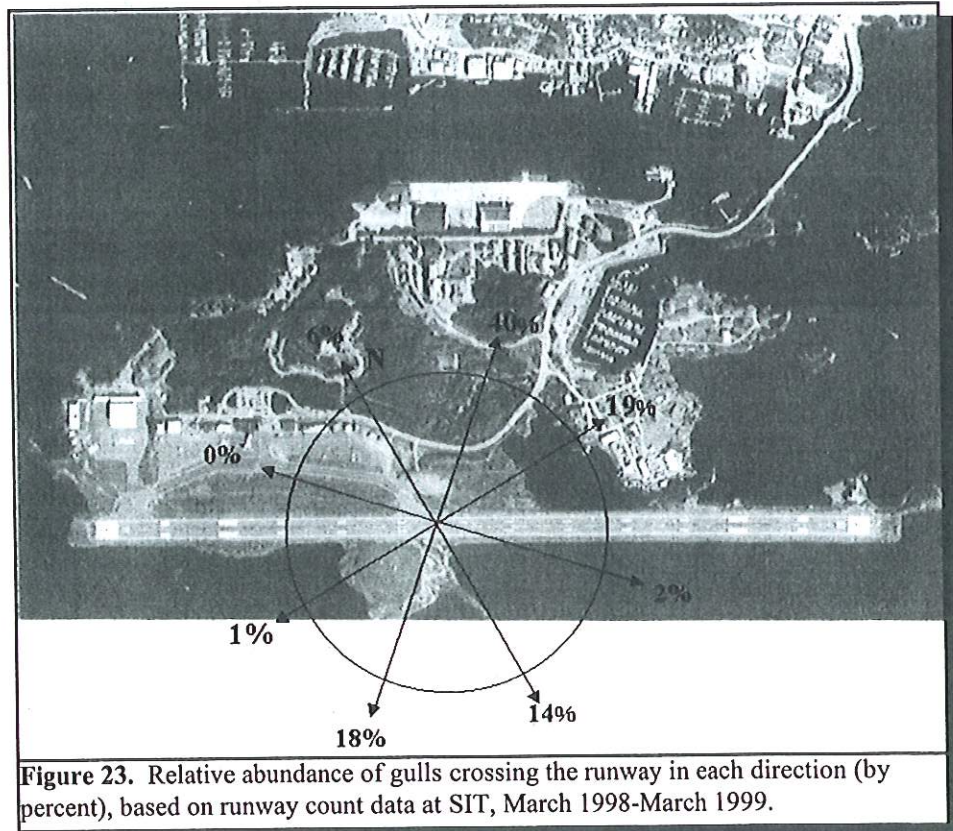 6%
N
40%
19%
0%
2%
1%
14%
18%
Figure 23. Relative abundance of gulls crossing the runway in each direction (by
percent), based on runway count data at SIT, March 1998-March 1999.